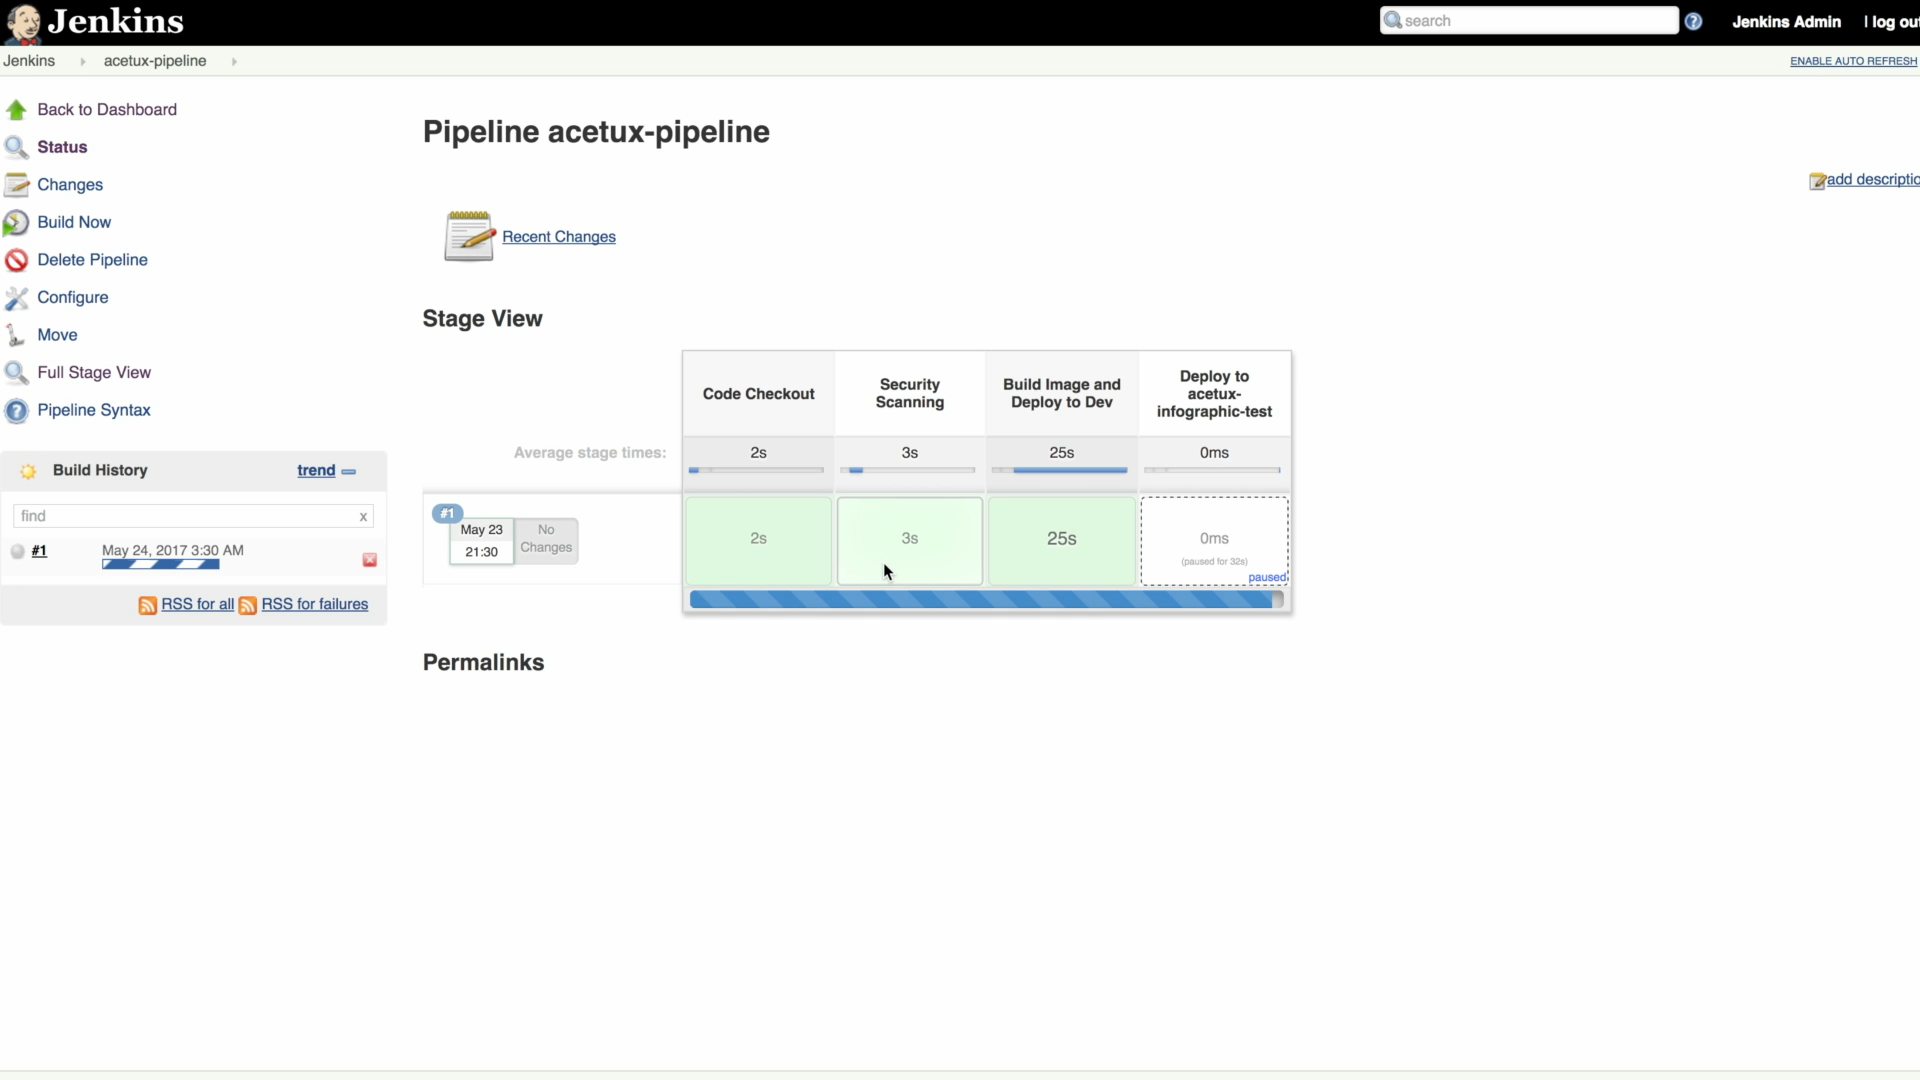 Jenkins
search
Jenkins Admin
| log ou
Jenkins
acetux-pipeline
ENABLE AUTO REFRESH
Back to Dashboard
Status
Changes
Build Now
Delete Pipeline
Configure
Move
Full Stage View
Pipeline Syntax
Build History
trend
find
x
#1
May 24, 2017 3:30 AM
RSS for all
RSS for failures
Pipeline acetux-pipeline
add descriptio
Recent Changes
Stage View
Code Checkout
Security
Scanning
Build Image and
Deploy to Dev
Deploy to
acetux-
infographic-test
Average stage times:
2s
3s
25s
0ms
#1
May 23
21:30
No
Changes
2s
3s
25s
0ms
(paused for 32s)
paused
Permalinks